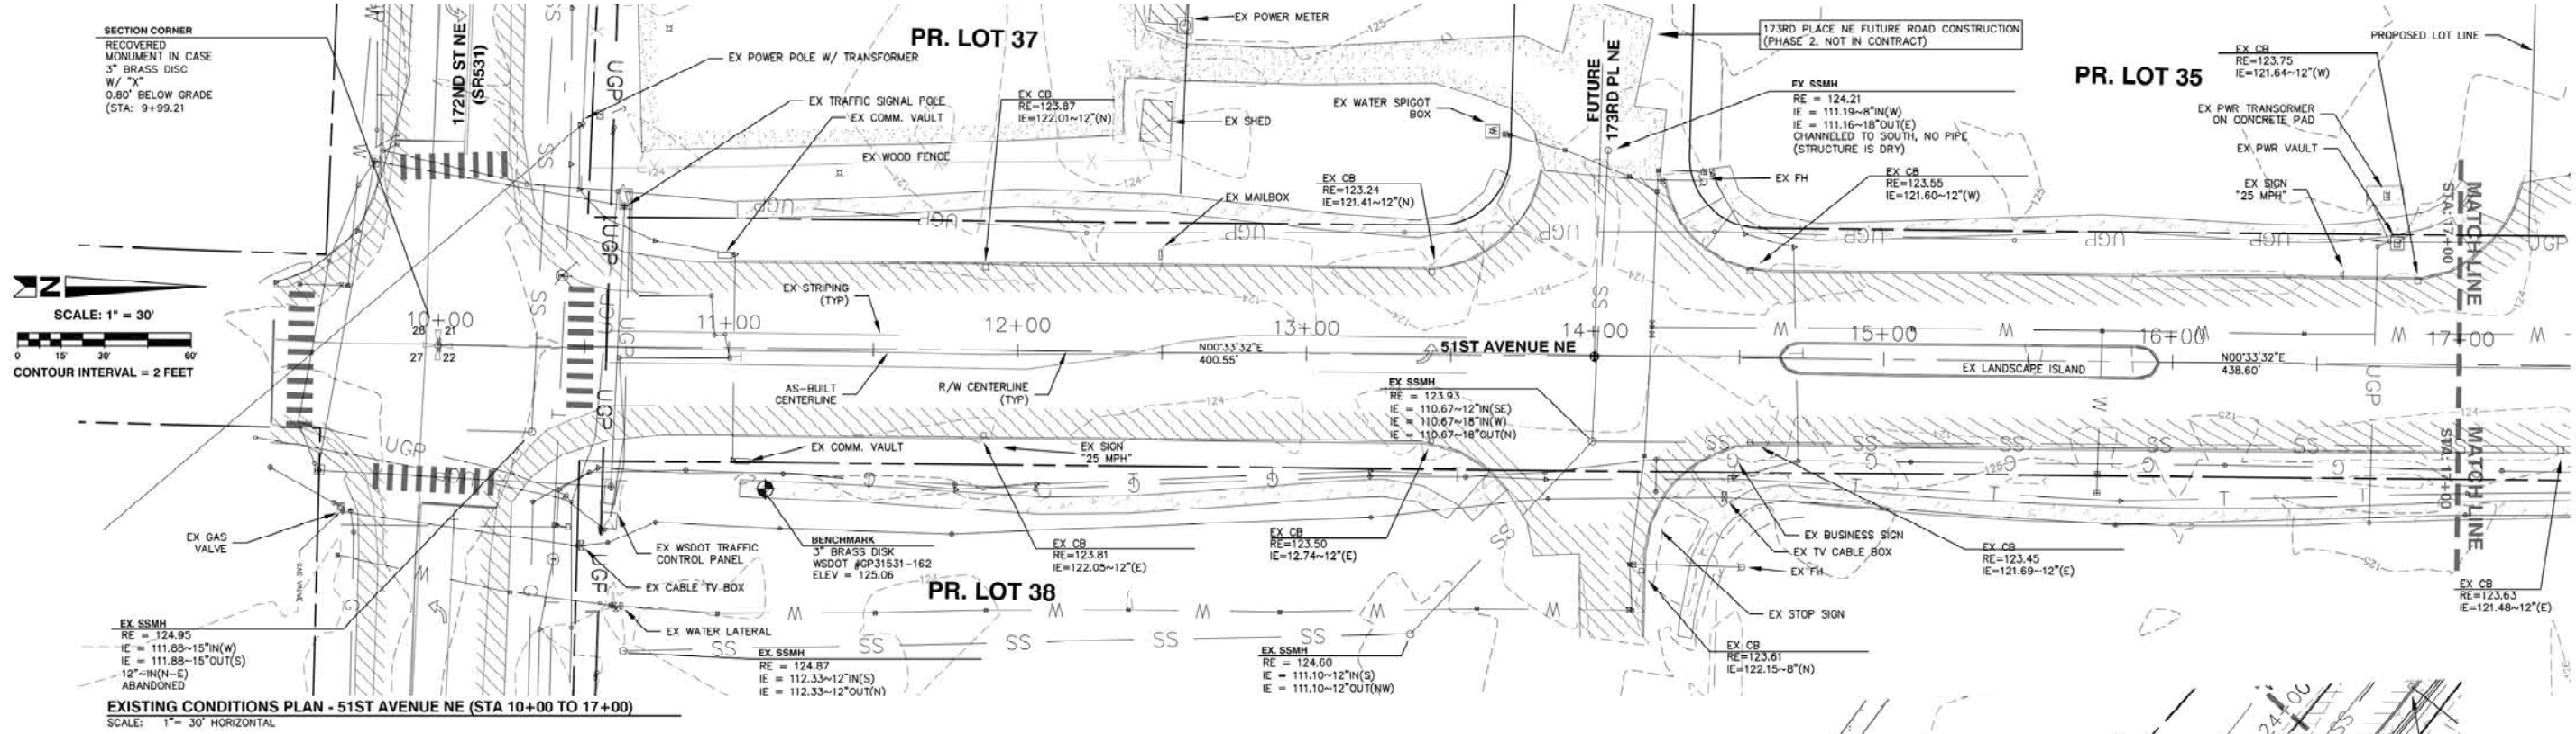 SECTION CORNER
RECOVERED
MONUMENT IN CASE
3" BRASS DISC
W/ "X"
0.80' BELOW GRADE
(STA: 9+99.21
172ND ST NE
(SR531)
PR. LOT 37
EX POWER METER
EX POWER POLE W/ TRANSFORMER
EX TRAFFIC SIGNAL POLE
EX COMM. VAULT
EX WOOD FENCE
EX CB
RE=123.87
IE=122.01~12"(N)
EX SHED
EX MAILBOX
EX WATER SPIGOT
BOX
EX CB
RE=123.24
IE=121.41~12"(N)
FUTURE
173RD PL NE
173RD PLACE NE FUTURE ROAD CONSTRUCTION
(PHASE 2, NOT IN CONTRACT)
EX. SSMH
RE = 124.21
IE = 111.19~8"IN(W)
IE = 111.16~18"OUT(E)
CHANNELED TO SOUTH, NO PIPE
(STRUCTURE IS DRY)
EX FH
EX CB
RE=123.55
IE=121.60~12"(W)
PR. LOT 35
EX CB
RE=123.75
IE=121.64~12"(W)
PROPOSED LOT LINE
EX PWR TRANSORMER
ON CONCRETE PAD
EX PWR VAULT
EX SIGN
"25 MPH"
MATCHLINE
STA: 17+00
N
SCALE: 1" = 30'
0 15' 30' 60'
CONTOUR INTERVAL = 2 FEET
EX STRIPING
(TYP)
10+00
11+00
12+00
13+00
14+00
15+00
16+00
17+00
28 21
27 22
N00°33'32"E
400.55'
51ST AVENUE NE
EX LANDSCAPE ISLAND
N00°33'32"E
438.60'
AS-BUILT
CENTERLINE
R/W CENTERLINE
(TYP)
EX SSMH
RE = 123.93
IE = 110.67~12"IN(SE)
IE = 110.67~18"IN(W)
IE = 110.67~18"OUT(N)
EX COMM. VAULT
EX SIGN
"25 MPH"
EX GAS
VALVE
GAS VALVE
EX WSDOT TRAFFIC
CONTROL PANEL
EX CABLE TV BOX
EX WATER LATERAL
BENCHMARK
3" BRASS DISK
WSDOT #GP31531-162
ELEV = 125.06
EX CB
RE=123.81
IE=122.05~12"(E)
EX CB
RE=123.50
IE=12.74~12"(E)
PR. LOT 38
EX BUSINESS SIGN
EX TV CABLE BOX
EX FH
EX STOP SIGN
EX CB
RE=123.45
IE=121.69~12"(E)
EX CB
RE=123.61
IE=122.15~8"(N)
MATCH LINE
STA: 17+00
EX CB
RE=123.63
IE=121.48~12"(E)
EX. SSMH
RE = 124.95
IE = 111.88~15"IN(W)
IE = 111.88~15"OUT(S)
12"~IN(N-E)
ABANDONED
EX. SSMH
RE = 124.87
IE = 112.33~12"IN(S)
IE = 112.33~12"OUT(N)
EX. SSMH
RE = 124.60
IE = 111.10~12"IN(S)
IE = 111.10~12"OUT(NW)
EXISTING CONDITIONS PLAN - 51ST AVENUE NE (STA 10+00 TO 17+00)
SCALE: 1"= 30' HORIZONTAL
24+00